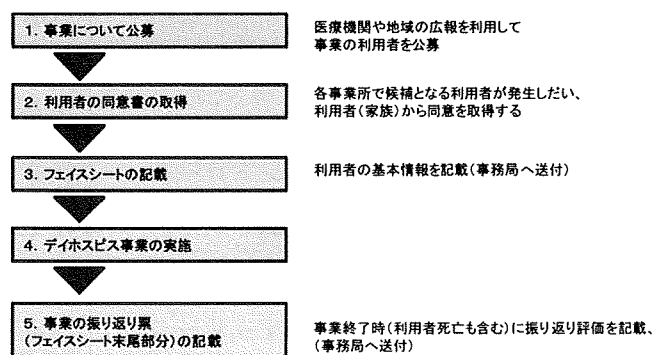 1. 事業について公募
医療機関や地域の広報を利用して
事業の利用者を公募
2. 利用者の同意書の取得
各事業所で候補となる利用者が発生しだい、
利用者(家族)から同意を取得する
3. フェイスシートの記載
利用者の基本情報を記載(事務局へ送付)
4. デイホスピス事業の実施
5. 事業の振り返り票
(フェイスシート末尾部分)の記載
事業終了時(利用者死亡も含む)に振り返り評価を記載、
(事務局へ送付)